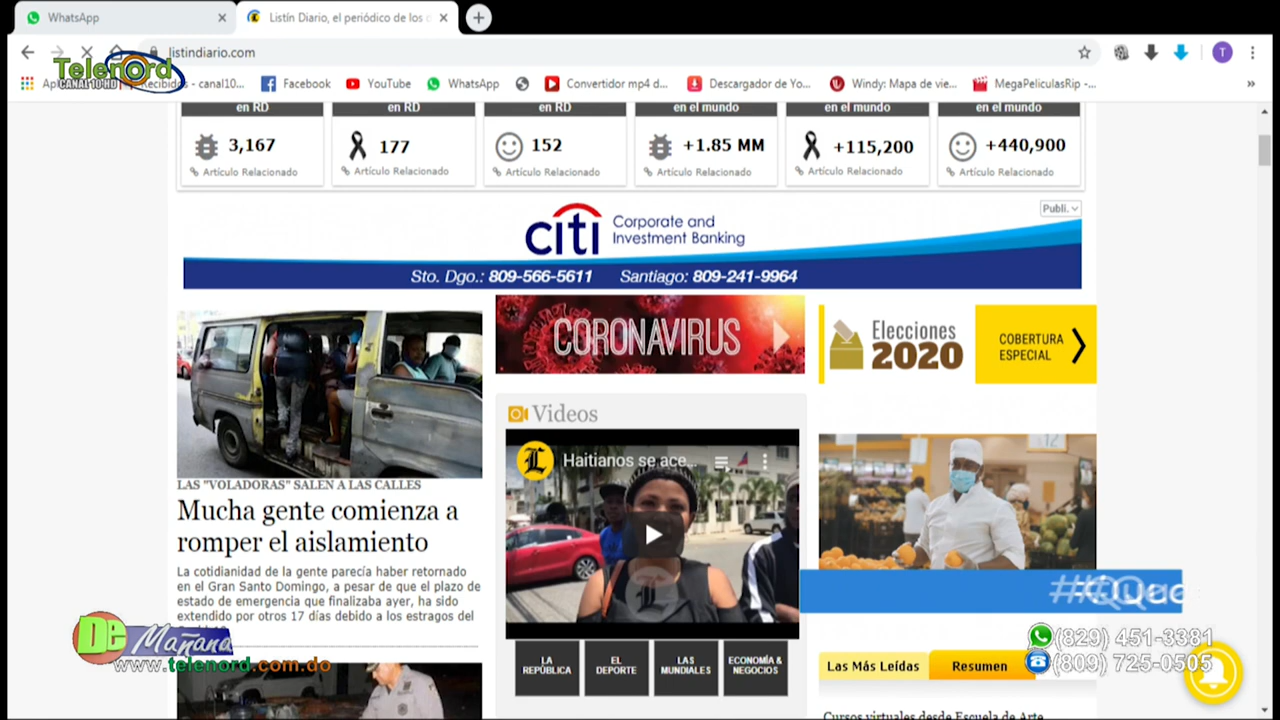 WhatsApp
Listín Diario, el periódico de los d
listindiario.com
Telenord
CANAL 10 HD
Recibidos - canal10...
Facebook
YouTube
WhatsApp
Convertidor mp4 d...
Descargador de Yo...
Windy: Mapa de vie...
MegaPeliculasRip -...
»
T
en RD
en RD
en RD
en el mundo
en el mundo
en el mundo
3,167
177
152
+1.85 MM
+115,200
+440,900
Artículo Relacionado
Artículo Relacionado
Artículo Relacionado
Artículo Relacionado
Artículo Relacionado
Artículo Relacionado
Publi.
citi
Corporate and
Investment Banking
Sto. Dgo.: 809-566-5611 Santiago: 809-241-9964
CORONAVIRUS
Elecciones
2020
COBERTURA
ESPECIAL
LAS "VOLADORAS" SALEN A LAS CALLES
Mucha gente comienza a
romper el aislamiento
La cotidianidad de la gente parecía haber retornado
en el Gran Santo Domingo, a pesar de que el plazo de
estado de emergencia que finalizaba ayer, ha sido
extendido por otros 17 días debido a los estragos del
Videos
L
Haitianos se ace...
12
LA
REPÚBLICA
EL
DEPORTE
LAS
MUNDIALES
ECONOMÍA &
NEGOCIOS
De Mañana
www.telenord.com.do
(829) 451-3381
(809) 725-0505
Las Más Leídas
Resumen
Cursos virtuales desde Escuela de Arte